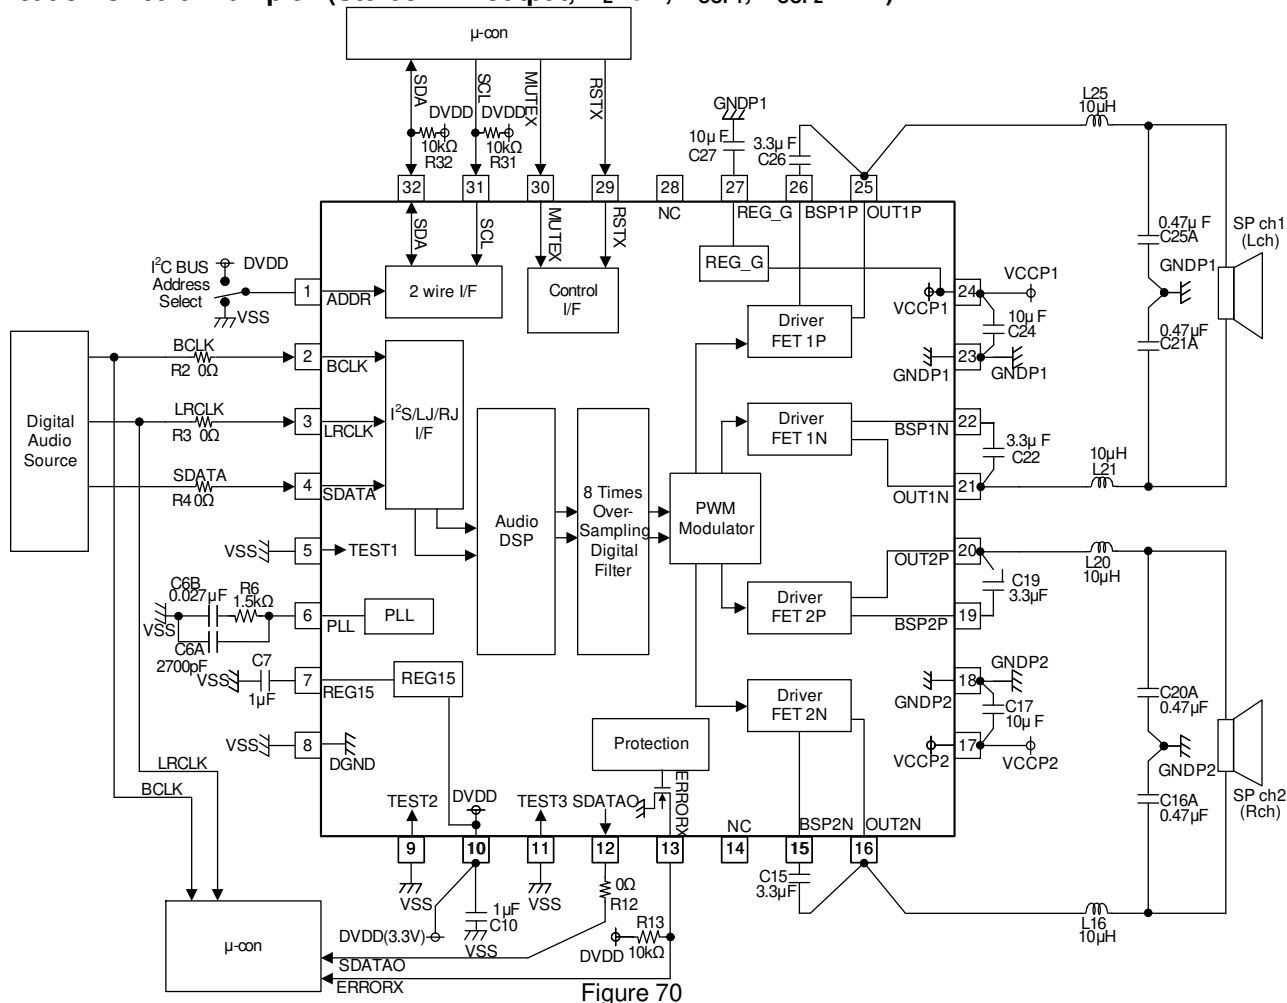 µ-con
SDA
SCL
MUTEX
RSTX
DVDD
DVDD
10kΩ
R32
10kΩ
R31
GNDP1
10µF
C27
3.3µF
C26
L25
10µH
32
31
30
29
28
27
26
25
NC
REG_G
BSP1P
OUT1P
SDA
SCL
MUTEX
RSTX
I²C BUS
Address
Select
DVDD
VSS
1
ADDR
2 wire I/F
Control
I/F
REG_G
24
VCCP1
VCCP1
10µF
C24
23
GNDP1
GNDP1
0.47µF
C25A
GNDP1
0.47µF
C21A
SP ch1
(Lch)
Digital
Audio
Source
BCLK
R2 0Ω
2
BCLK
LRCLK
R3 0Ω
3
LRCLK
SDATA
R4 0Ω
4
SDATA
I²S/LJ/RJ
I/F
Audio
DSP
8 Times
Over-
Sampling
Digital
Filter
PWM
Modulator
Driver
FET 1P
Driver
FET 1N
Driver
FET 2P
Driver
FET 2N
BSP1N
22
3.3µF
C22
OUT1N
21
10µH
L21
VSS
5
TEST1
C6B
0.027µF
R6
1.5kΩ
VSS
C6A
2700pF
6
PLL
PLL
VSS
C7
1µF
7
REG15
REG15
VSS
8
DGND
OUT2P
20
L20
10µH
C19
3.3µF
BSP2P
19
GNDP2
18
GNDP2
C17
10µF
VCCP2
17
VCCP2
C20A
0.47µF
GNDP2
C16A
0.47µF
SP ch2
(Rch)
Protection
ERRORX
LRCLK
BCLK
TEST2
DVDD
TEST3
SDATAO
NC
BSP2N
OUT2N
9
10
11
12
13
14
15
16
VSS
1µF
C10
VSS
VSS
0Ω
R12
DVDD(3.3V)
DVDD
R13
10kΩ
C15
3.3µF
L16
10µH
µ-con
SDATAO
ERRORX
Figure 70